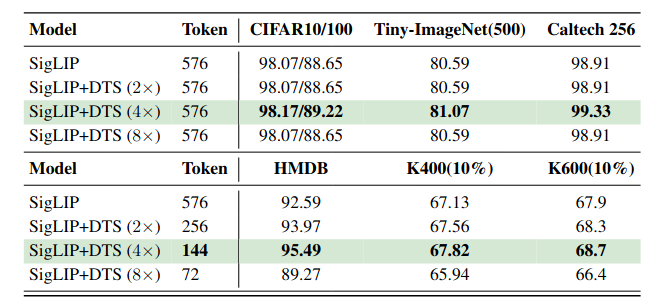 Model Token CIFAR10/100 Tiny-ImageNet(500) Caltech 256
SigLIP 576 98.07/88.65 80.59 98.91
SigLIP+DTS (2×) 576 98.07/88.65 80.59 98.91
SigLIP+DTS (4×) 576 98.17/89.22 81.07 99.33
SigLIP+DTS (8×) 576 98.07/88.65 80.59 98.91
Model Token HMDB K400(10%) K600(10%)
SigLIP 576 92.59 67.13 67.9
SigLIP+DTS (2×) 256 93.97 67.56 68.3
SigLIP+DTS (4×) 144 95.49 67.82 68.7
SigLIP+DTS (8×) 72 89.27 65.94 66.4